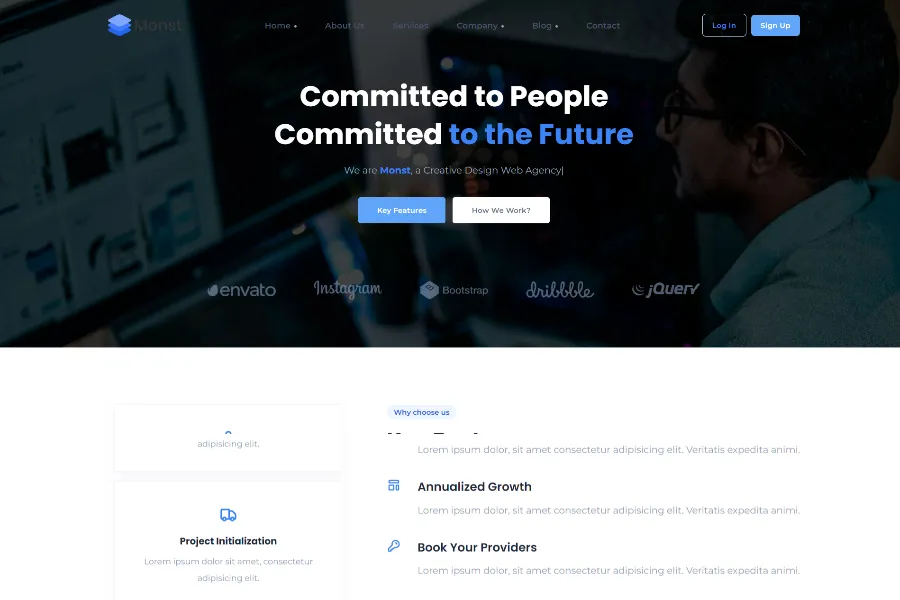 Monst
Home
About Us
Services
Company
Blog
Contact
Log In
Sign Up
Committed to People
Committed to the Future
We are Monst, a Creative Design Web Agency|
Key Features
How We Work?
envato
Instagram
Bootstrap
dribbble
jQuery
adipisicing elit.
Project Initialization
Lorem ipsum dolor sit amet, consectetur
adipisicing elit.
Why choose us
Lorem ipsum dolor, sit amet consectetur adipisicing elit. Veritatis expedita animi.
Annualized Growth
Lorem ipsum dolor, sit amet consectetur adipisicing elit. Veritatis expedita animi.
Book Your Providers
Lorem ipsum dolor, sit amet consectetur adipisicing elit. Veritatis expedita animi.